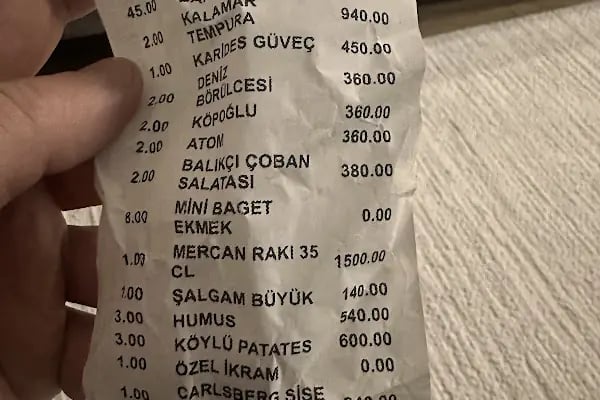 45.00
2.00 KALAMAR 940.00
TEMPURA
1.00 KARİDES GÜVEÇ 450.00
2.00 DENİZ 360.00
BÖRÜLCESİ
2.00 KÖPOĞLU 360.00
2.00 ATOM 360.00
2.00 BALIKÇI ÇOBAN 380.00
SALATASI
6.00 MİNİ BAGET 0.00
EKMEK
1.00 MERCAN RAKI 35 1500.00
CL
1.00 ŞALGAM BÜYÜK 140.00
3.00 HUMUS 540.00
3.00 KÖYLÜ PATATES 600.00
1.00 ÖZEL İKRAM 0.00
1.00 CARLSBERG ŞİŞE